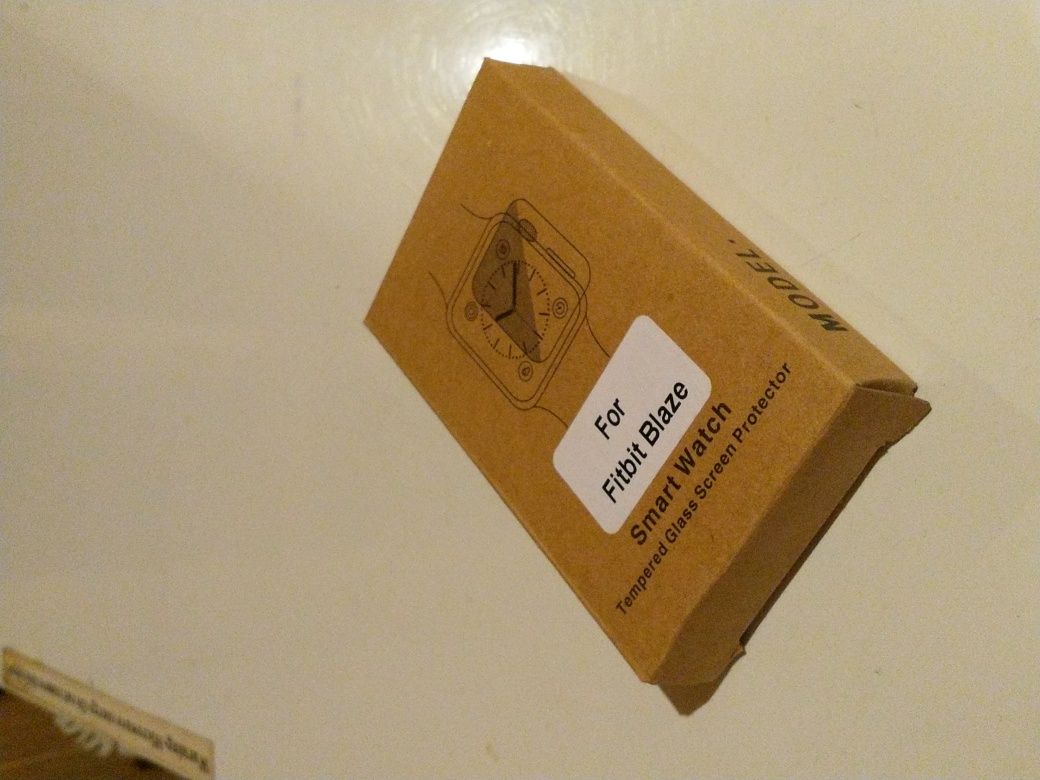 For
Fitbit Blaze
Smart Watch
Tempered Glass Screen Protector
MODEL: